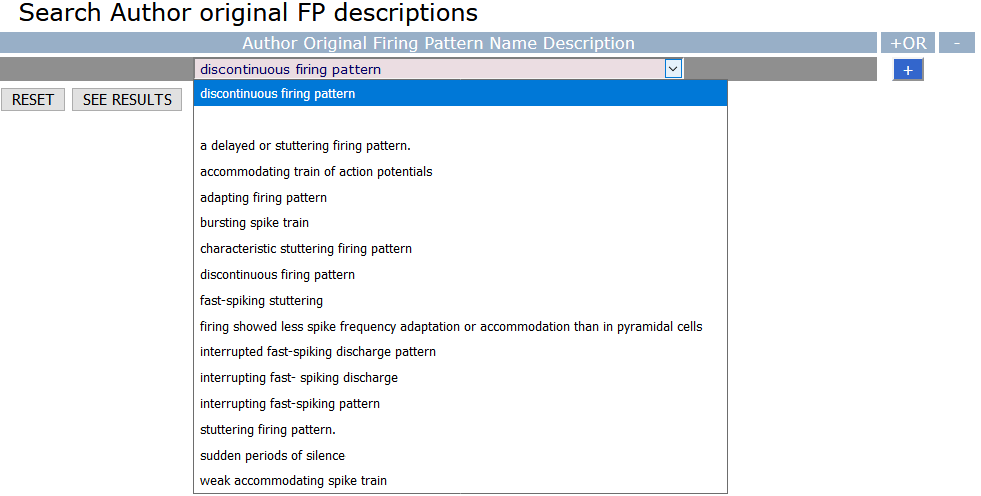 Search Author original FP descriptions
Author Original Firing Pattern Name Description +OR -
discontinuous firing pattern +
RESET SEE RESULTS
discontinuous firing pattern
a delayed or stuttering firing pattern.
accommodating train of action potentials
adapting firing pattern
bursting spike train
characteristic stuttering firing pattern
discontinuous firing pattern
fast-spiking stuttering
firing showed less spike frequency adaptation or accommodation than in pyramidal cells
interrupted fast-spiking discharge pattern
interrupting fast- spiking discharge
interrupting fast-spiking pattern
stuttering firing pattern.
sudden periods of silence
weak accommodating spike train